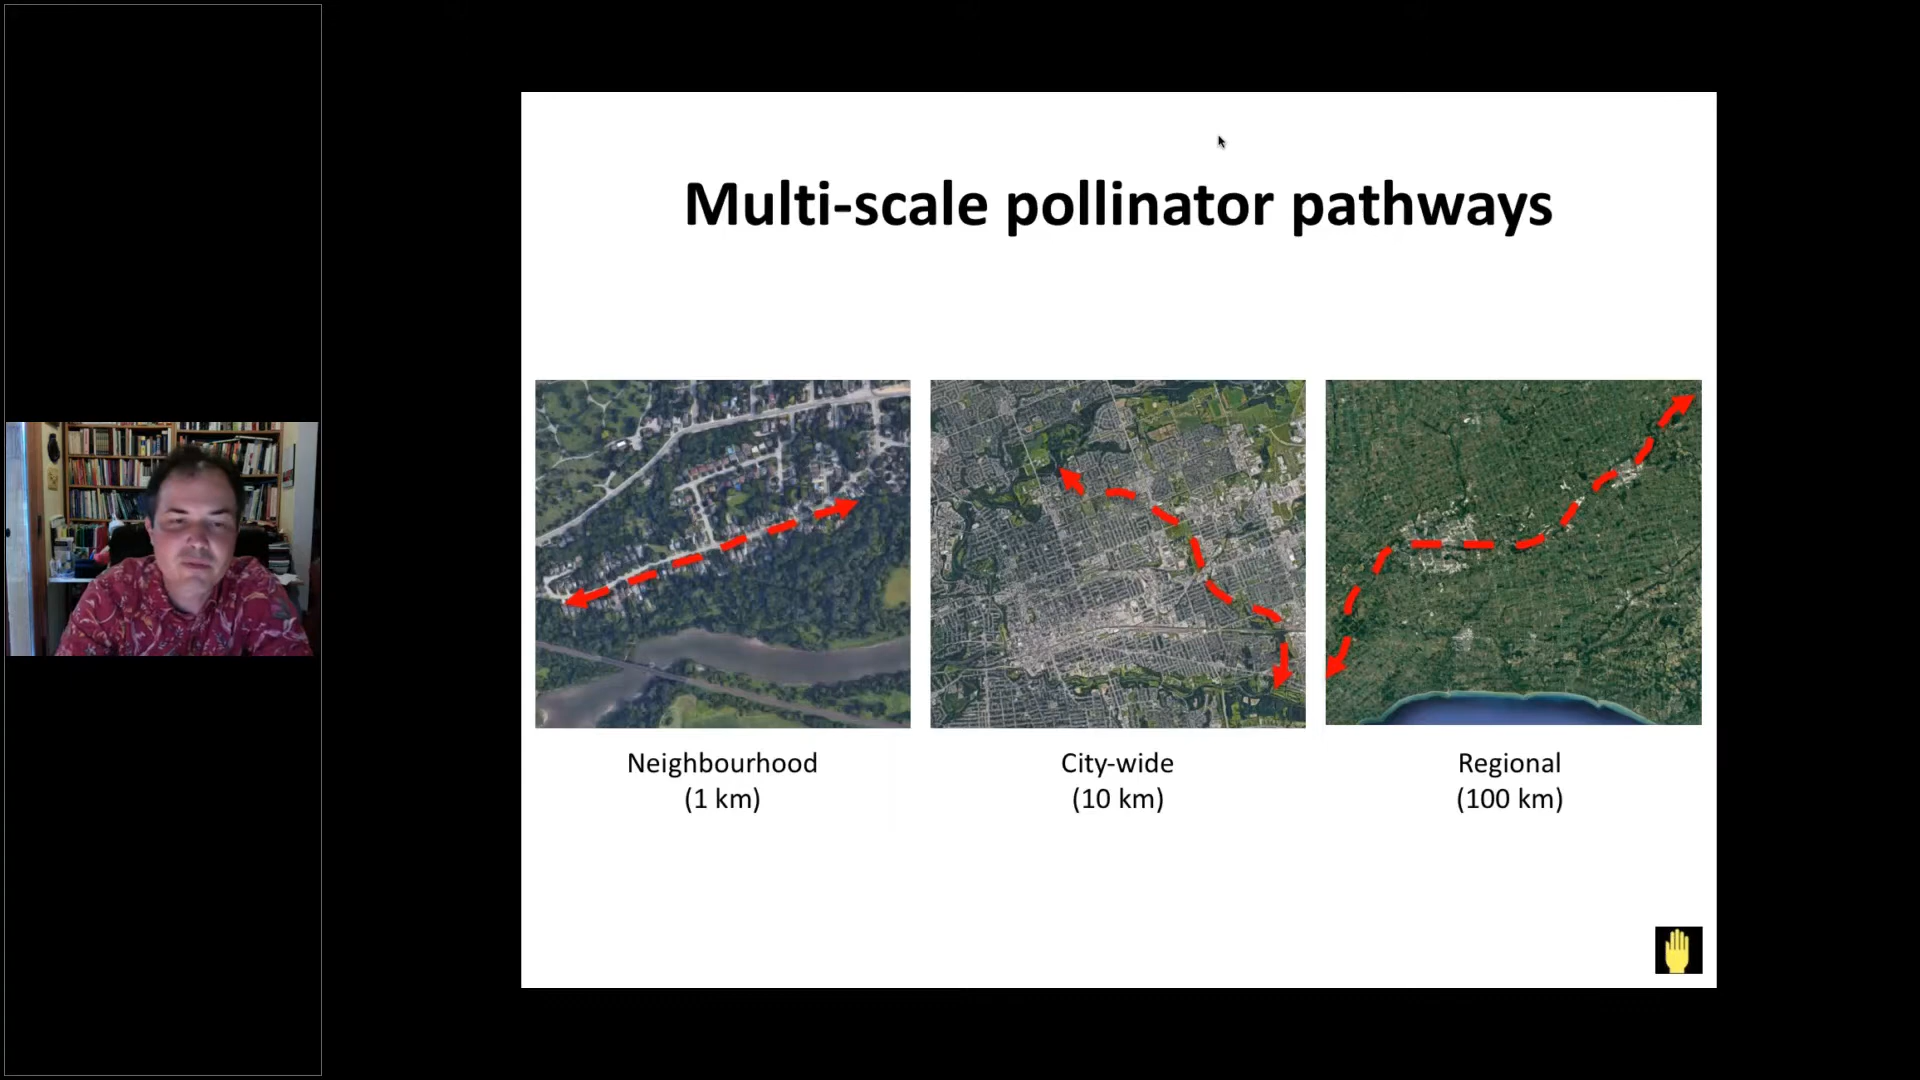 Multi-scale pollinator pathways
Neighbourhood
(1 km)
City-wide
(10 km)
Regional
(100 km)